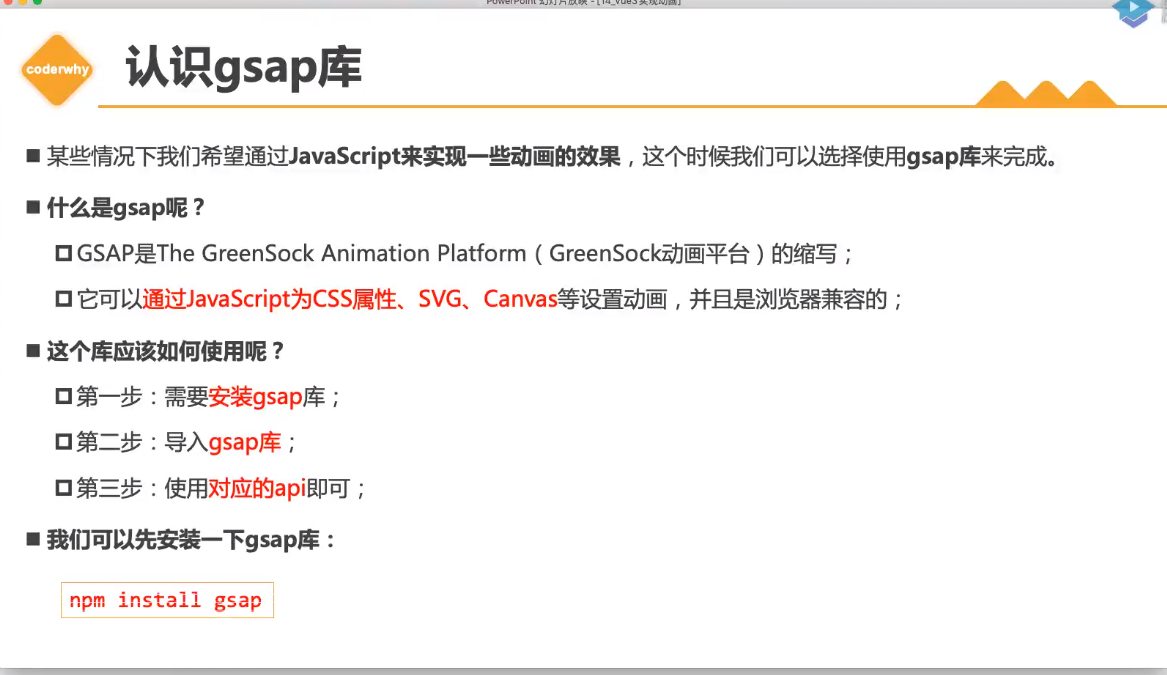 PowerPoint 幻灯片放映 - [14_Vue3实现动画]
coderwhy
认识gsap库
某些情况下我们希望通过JavaScript来实现一些动画的效果，这个时候我们可以选择使用gsap库来完成。
什么是gsap呢？
GSAP是The GreenSock Animation Platform（GreenSock动画平台）的缩写；
它可以通过JavaScript为CSS属性、SVG、Canvas等设置动画，并且是浏览器兼容的；
这个库应该如何使用呢？
第一步：需要安装gsap库；
第二步：导入gsap库；
第三步：使用对应的api即可；
我们可以先安装一下gsap库：
npm install gsap